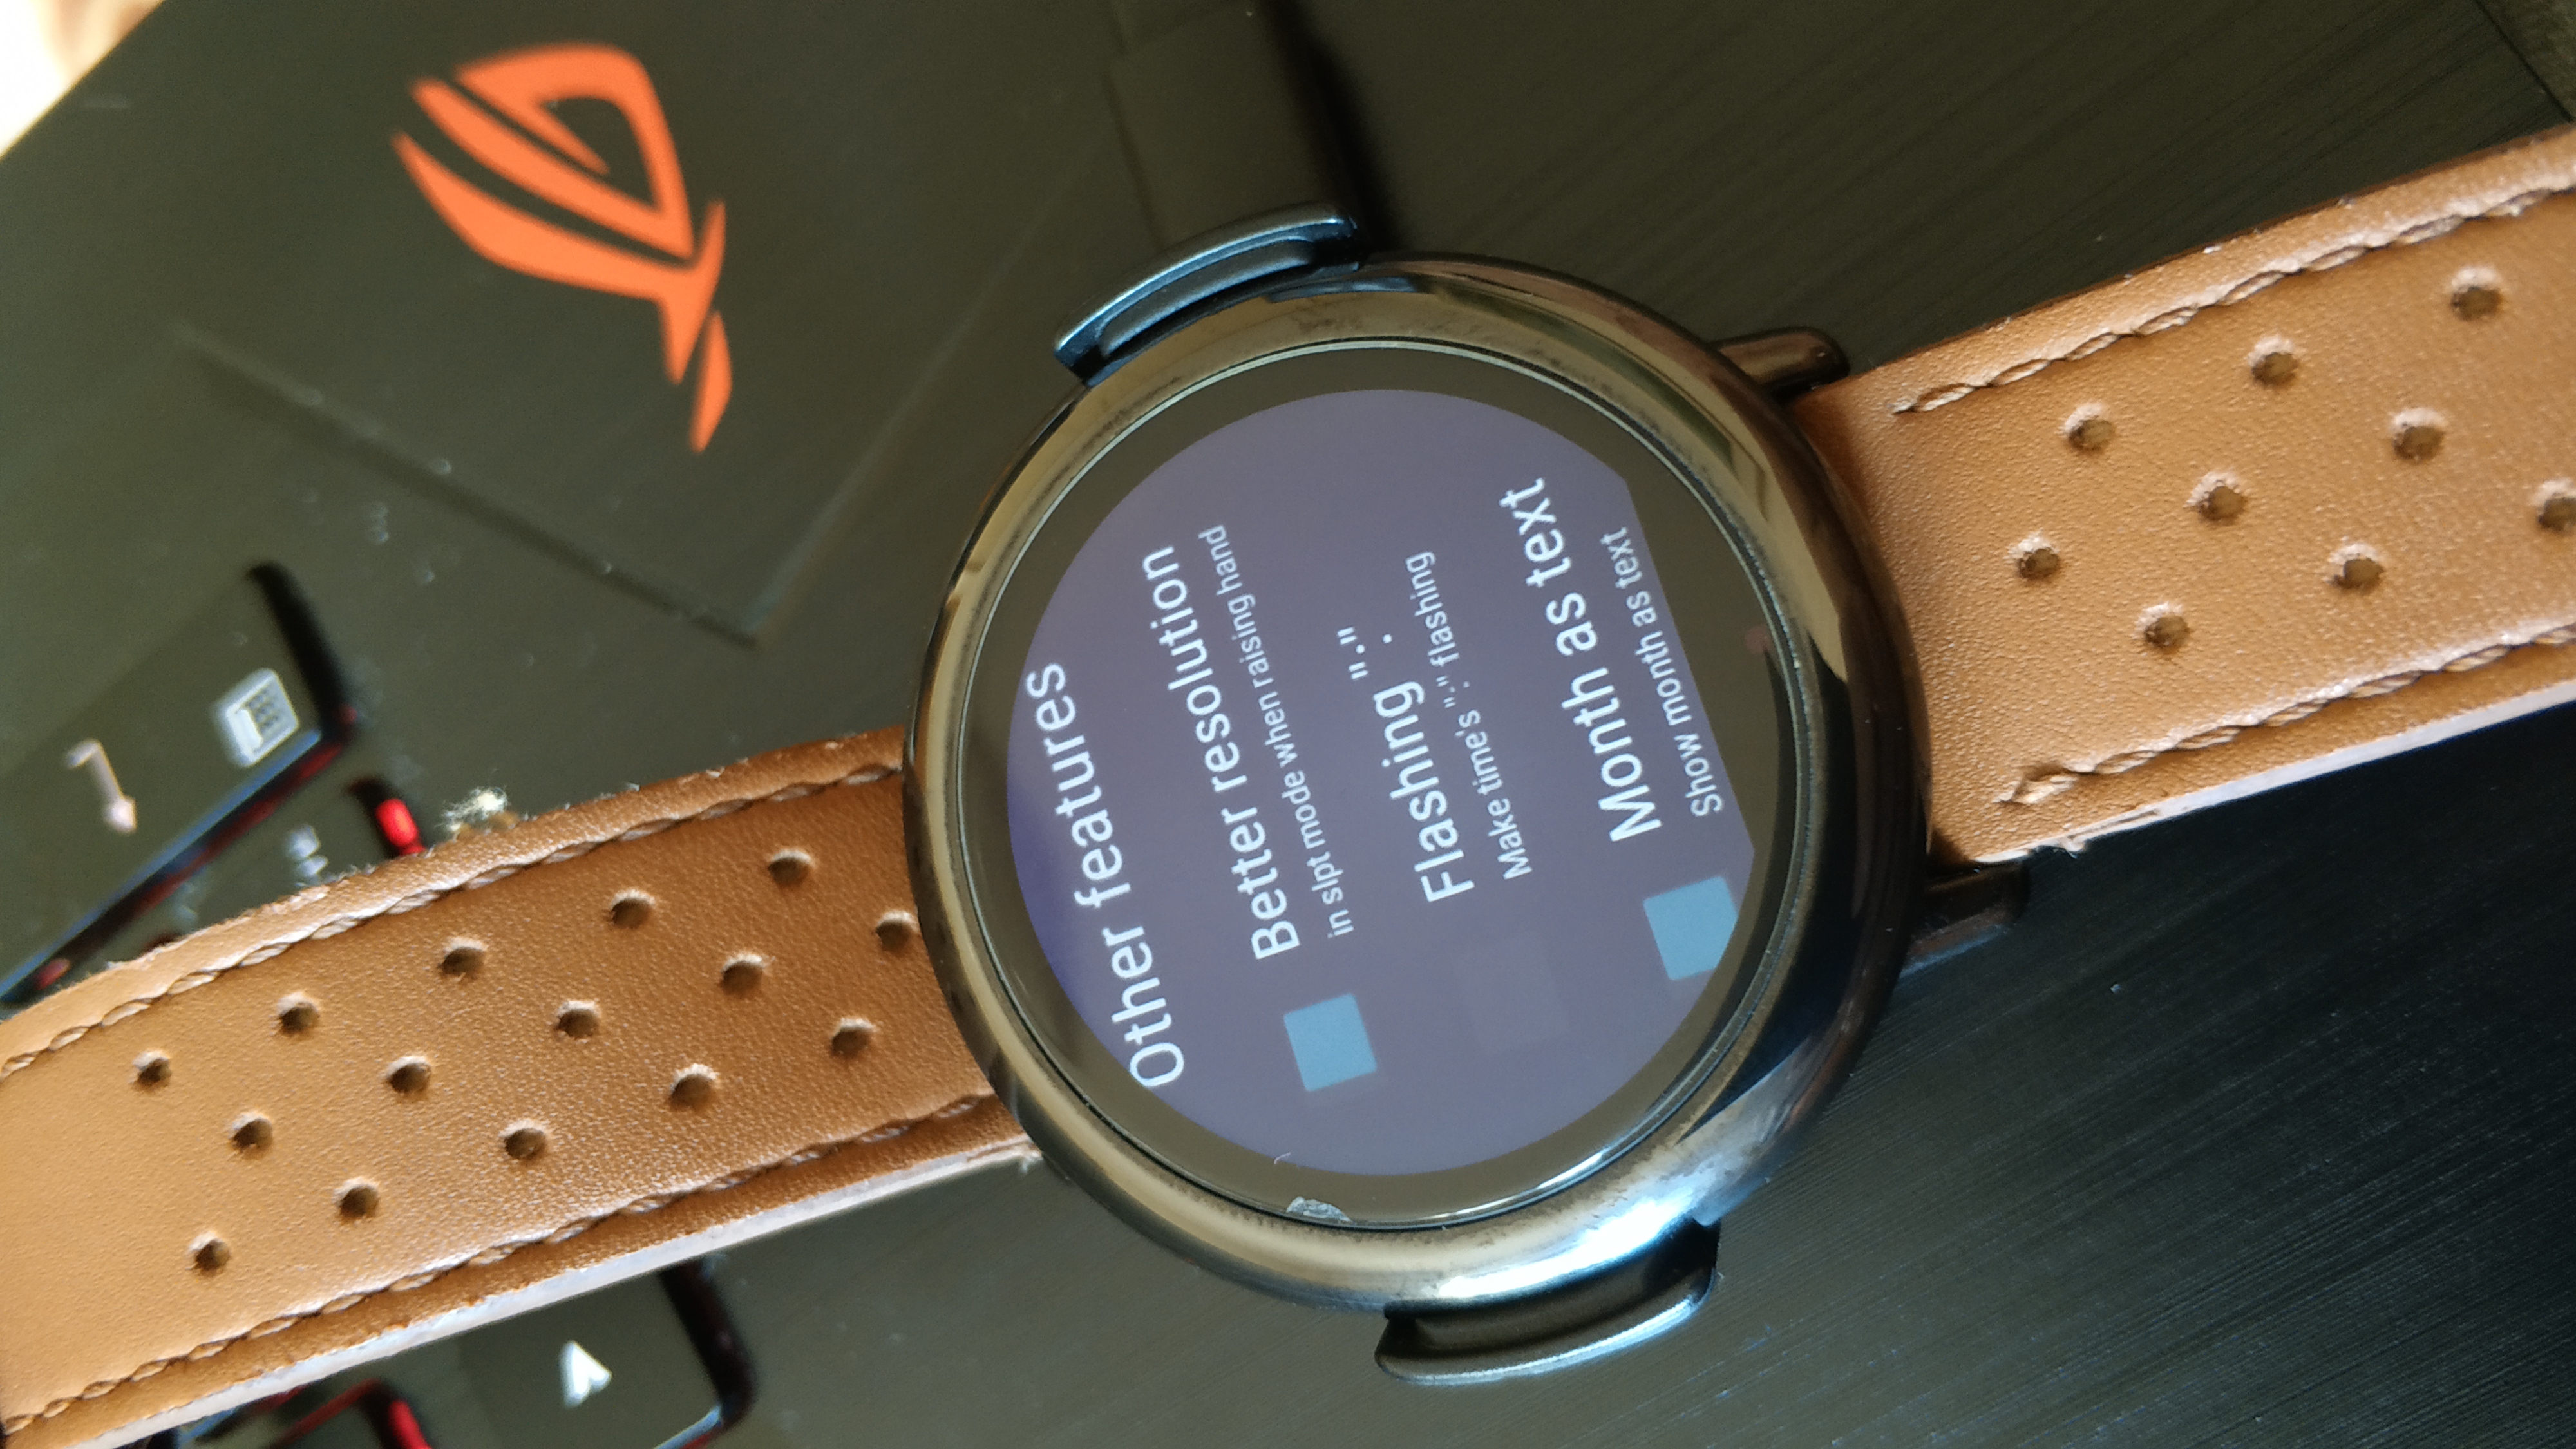 Other features
Better resolution
in slpt mode when raising hand
Flashing ":"
Make time's ":" flashing
Month as text
Show month as text